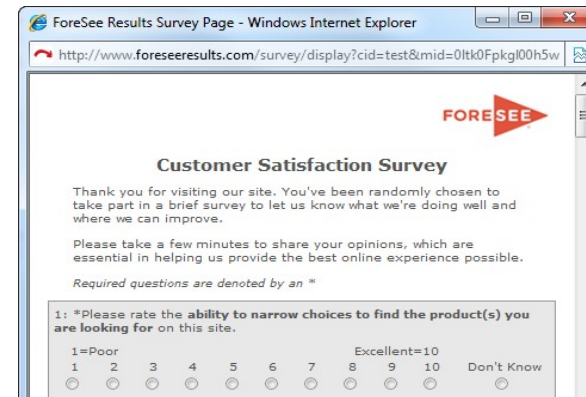 ForeSee Results Survey Page - Windows Internet Explorer
http://www.foreseeresults.com/survey/display?cid=test&mid=0Itk0Fpkgl00h5w
FORESEE
Customer Satisfaction Survey
Thank you for visiting our site. You've been randomly chosen to
take part in a brief survey to let us know what we're doing well and
where we can improve.
Please take a few minutes to share your opinions, which are
essential in helping us provide the best online experience possible.
Required questions are denoted by an *
1: *Please rate the ability to narrow choices to find the product(s) you
are looking for on this site.
1=Poor Excellent=10
1 2 3 4 5 6 7 8 9 10 Don't Know